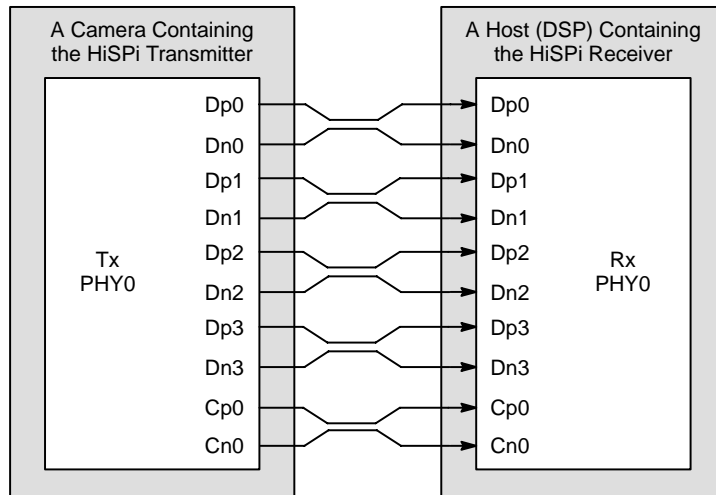 A Camera Containing
the HiSPi Transmitter
A Host (DSP) Containing
the HiSPi Receiver
Dp0
Dn0
Dp1
Dn1
Dp2
Dn2
Dp3
Dn3
Cp0
Cn0
Tx
PHY0
Dp0
Dn0
Dp1
Dn1
Dp2
Dn2
Dp3
Dn3
Cp0
Cn0
Rx
PHY0